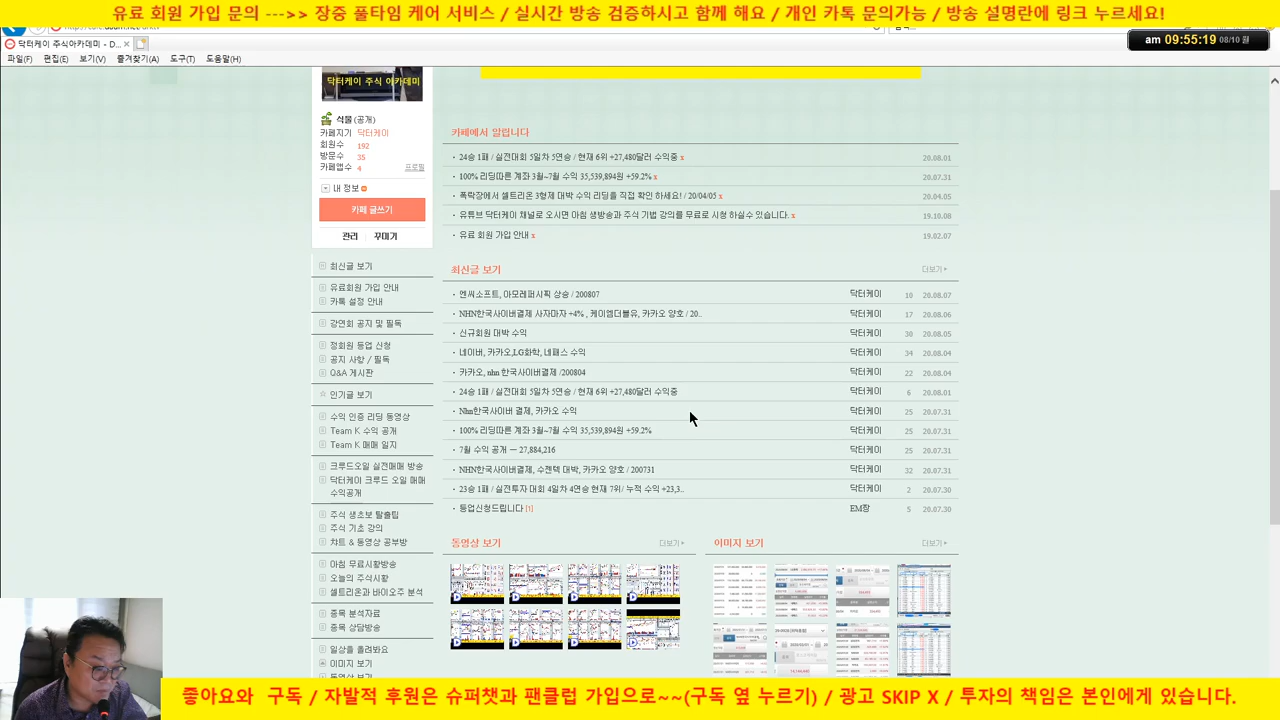 유료 회원 가입 문의 --->> 장중 풀타임 케어 서비스 / 실시간 방송 검증하시고 함께 해요 / 개인 카톡 문의가능 / 방송 설명란에 링크 누르세요!
am 09:55:19 08/10 월
닥터케이 주식아카데미 - D...
파일(F) 편집(E) 보기(V) 즐겨찾기(A) 도구(T) 도움말(H)
닥터케이 주식 아카데미
석물 (공개)
카페지기 닥터케이
회원수 192
방문수 35
카페앱수 4
프로필
내 정보
카페 글쓰기
관리 꾸미기
최신글 보기
유료회원 가입 안내
카톡 설정 안내
강연회 공지 및 필독
정회원 등업 신청
공지 사항 / 필독
Q&A 게시판
인기글 보기
수익 인증 리딩 동영상
Team K 수익 공개
Team K 매매 일지
크루드오일 실전매매 방송
닥터케이 크루드 오일 매매
수익공개
주식 생초보 탈출팁
주식 기초 강의
챠트 & 동영상 공부방
아침 무료시황방송
오늘의 주식시황
셀트리온과 바이오주 분석
종목 분석자료
종목 상담방송
일상을 올려봐요
이미지 보기
카페에서 알립니다
· 24승 1패 / 실전대회 5일차 5연승 / 현재 6위 +27,480달러 수익중 x 20.08.01
· 100% 리딩따른 계좌 3월~7월 수익 35,539,894원 +59.2% x 20.07.31
· 폭락장에서 셀트리온 3형제 대박 수익 리딩을 직접 확인 하세요! / 20/04/05 x 20.04.05
· 유튜브 닥터케이 채널로 오시면 아침 생방송과 주식 기법 강의를 무료로 시청 하실수 있습니다. x 19.10.08
· 유료 회원 가입 안내 x 19.02.07
최신글 보기 더보기
· 엔씨소프트, 아모레퍼시픽 상승 / 200807 닥터케이 10 20.08.07
· NHN한국사이버결제 사자마자 +4% , 케이엠더블유, 카카오 양호 / 20.. 닥터케이 17 20.08.06
· 신규회원 대박 수익 닥터케이 30 20.08.05
· 네이버, 카카오,LG화학, 네패스 수익 닥터케이 34 20.08.04
· 카카오, nhn 한국사이버결제 /200804 닥터케이 22 20.08.04
· 24승 1패 / 실전대회 5일차 5연승 / 현재 6위 +27,480달러 수익중 닥터케이 6 20.08.01
· Nhn한국사이버 결제, 카카오 수익 닥터케이 25 20.07.31
· 100% 리딩따른 계좌 3월~7월 수익 35,539,894원 +59.2% 닥터케이 25 20.07.31
· 7월 수익 공개 ㅡ 27,884,216 닥터케이 25 20.07.31
· NHN한국사이버결제, 수젠텍 대박, 카카오 양호 / 200731 닥터케이 32 20.07.31
· 23승 1패 / 실전투자 대회 4일차 4연승 현재 7위/ 누적 수익 +23,3.. 닥터케이 2 20.07.30
· 등업신청드립니다 [1] EM장 5 20.07.30
동영상 보기 더보기
이미지 보기 더보기
좋아요와 구독 / 자발적 후원은 슈퍼챗과 팬클럽 가입으로~~(구독 옆 누르기) / 광고 SKIP X / 투자의 책임은 본인에게 있습니다.